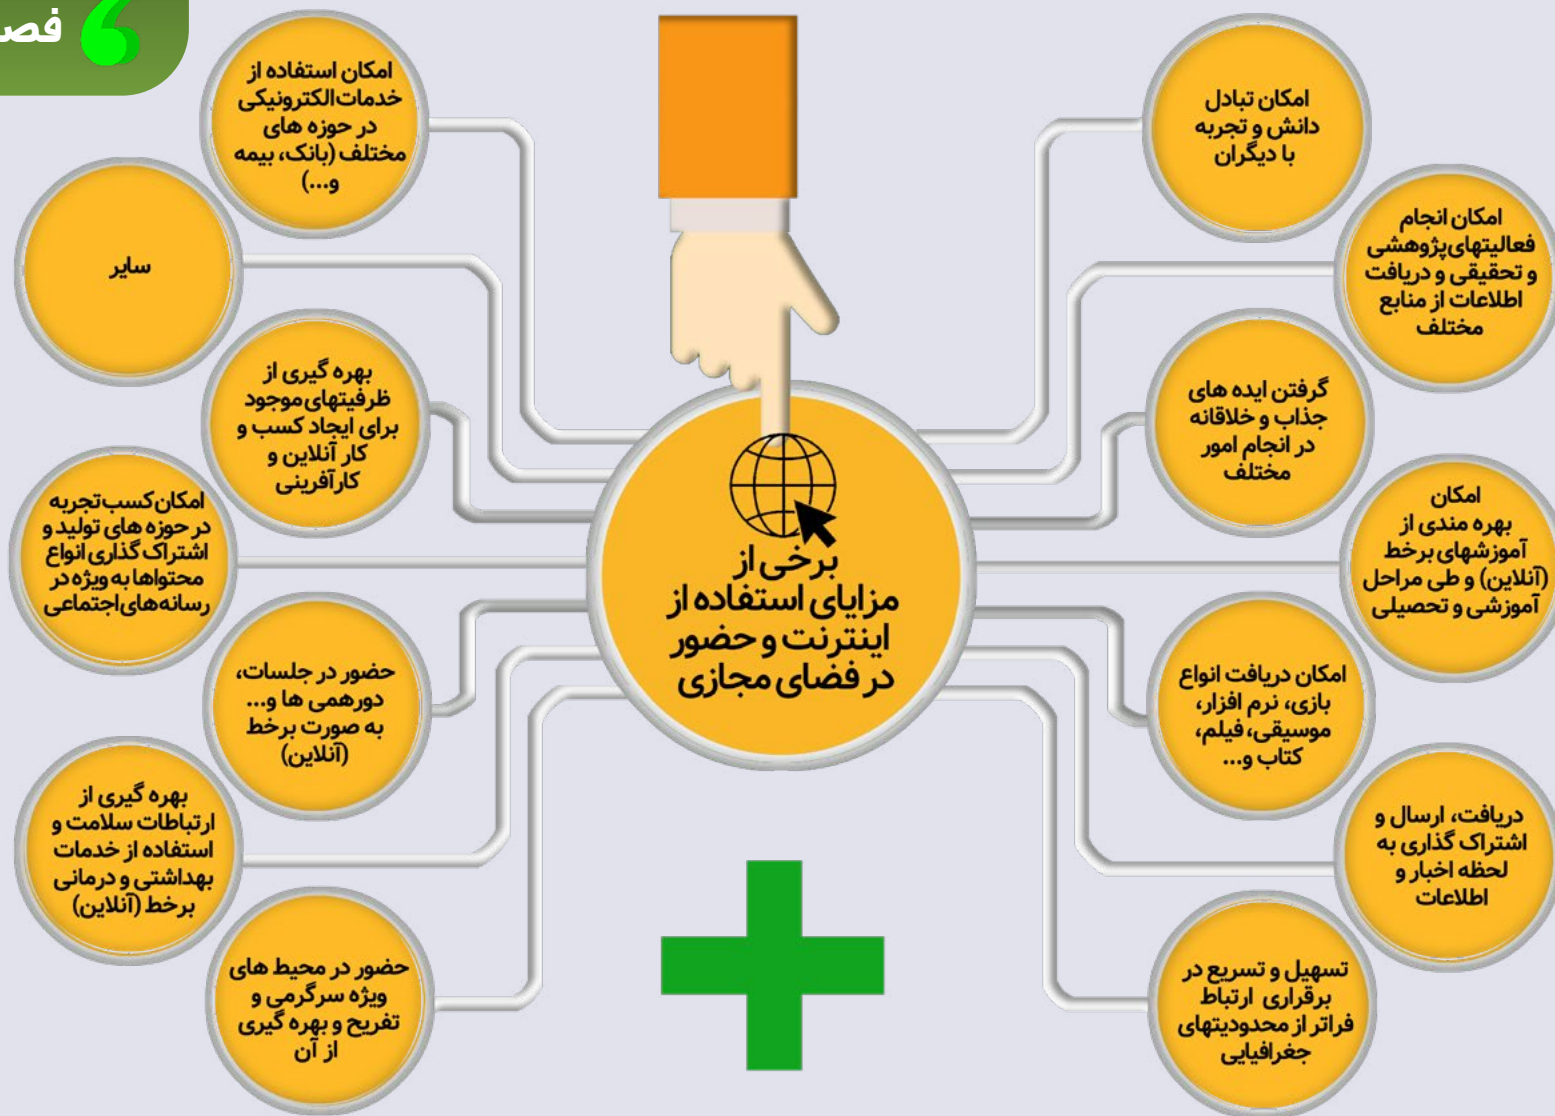 برخی از
مزایای استفاده از
اینترنت و حضور
در فضای مجازی
امکان تبادل
دانش و تجربه
با دیگران
امکان انجام
فعالیتهای پژوهشی
و تحقیقی و دریافت
اطلاعات از منابع
مختلف
گرفتن ایده های
جذاب و خلاقانه
در انجام امور
مختلف
امکان
بهره مندی از
آموزشهای برخط
(آنلاین) و طی مراحل
آموزشی و تحصیلی
امکان دریافت انواع
بازی، نرم افزار،
موسیقی، فیلم،
کتاب و...
دریافت، ارسال و
اشتراک گذاری به
لحظه اخبار و
اطلاعات
تسهیل و تسریع در
برقراری ارتباط
فراتر از محدودیتهای
جغرافیایی
امکان استفاده از
خدمات الکترونیکی
در حوزه های
مختلف (بانک، بیمه
و...)
سایر
بهره گیری از
ظرفیتهای موجود
برای ایجاد کسب و
کار آنلاین و
کارآفرینی
امکان کسب تجربه
در حوزه های تولید و
اشتراک گذاری انواع
محتواها به ویژه در
رسانه های اجتماعی
حضور در جلسات،
دورهمی ها و...
به صورت برخط
(آنلاین)
بهره گیری از
ارتباطات سلامت و
استفاده از خدمات
بهداشتی و درمانی
برخط (آنلاین)
حضور در محیط های
ویژه سرگرمی و
تفریح و بهره گیری
از آن